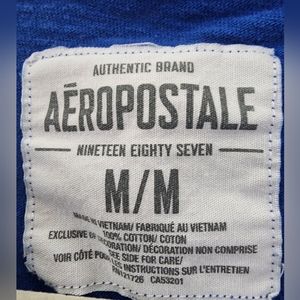 AUTHENTIC BRAND
AÉROPOSTALE
NINETEEN EIGHTY SEVEN
M/M
MADE IN VIETNAM/ FABRIQUÉ AU VIETNAM
100% COTTON/ COTON
EXCLUSIVE OF DECORATION/ DÉCORATION NON COMPRISE
SEE SIDE FOR CARE/
VOIR CÔTÉ POUR LES INSTRUCTIONS SUR L'ENTRETIEN
RN121726 CA53201